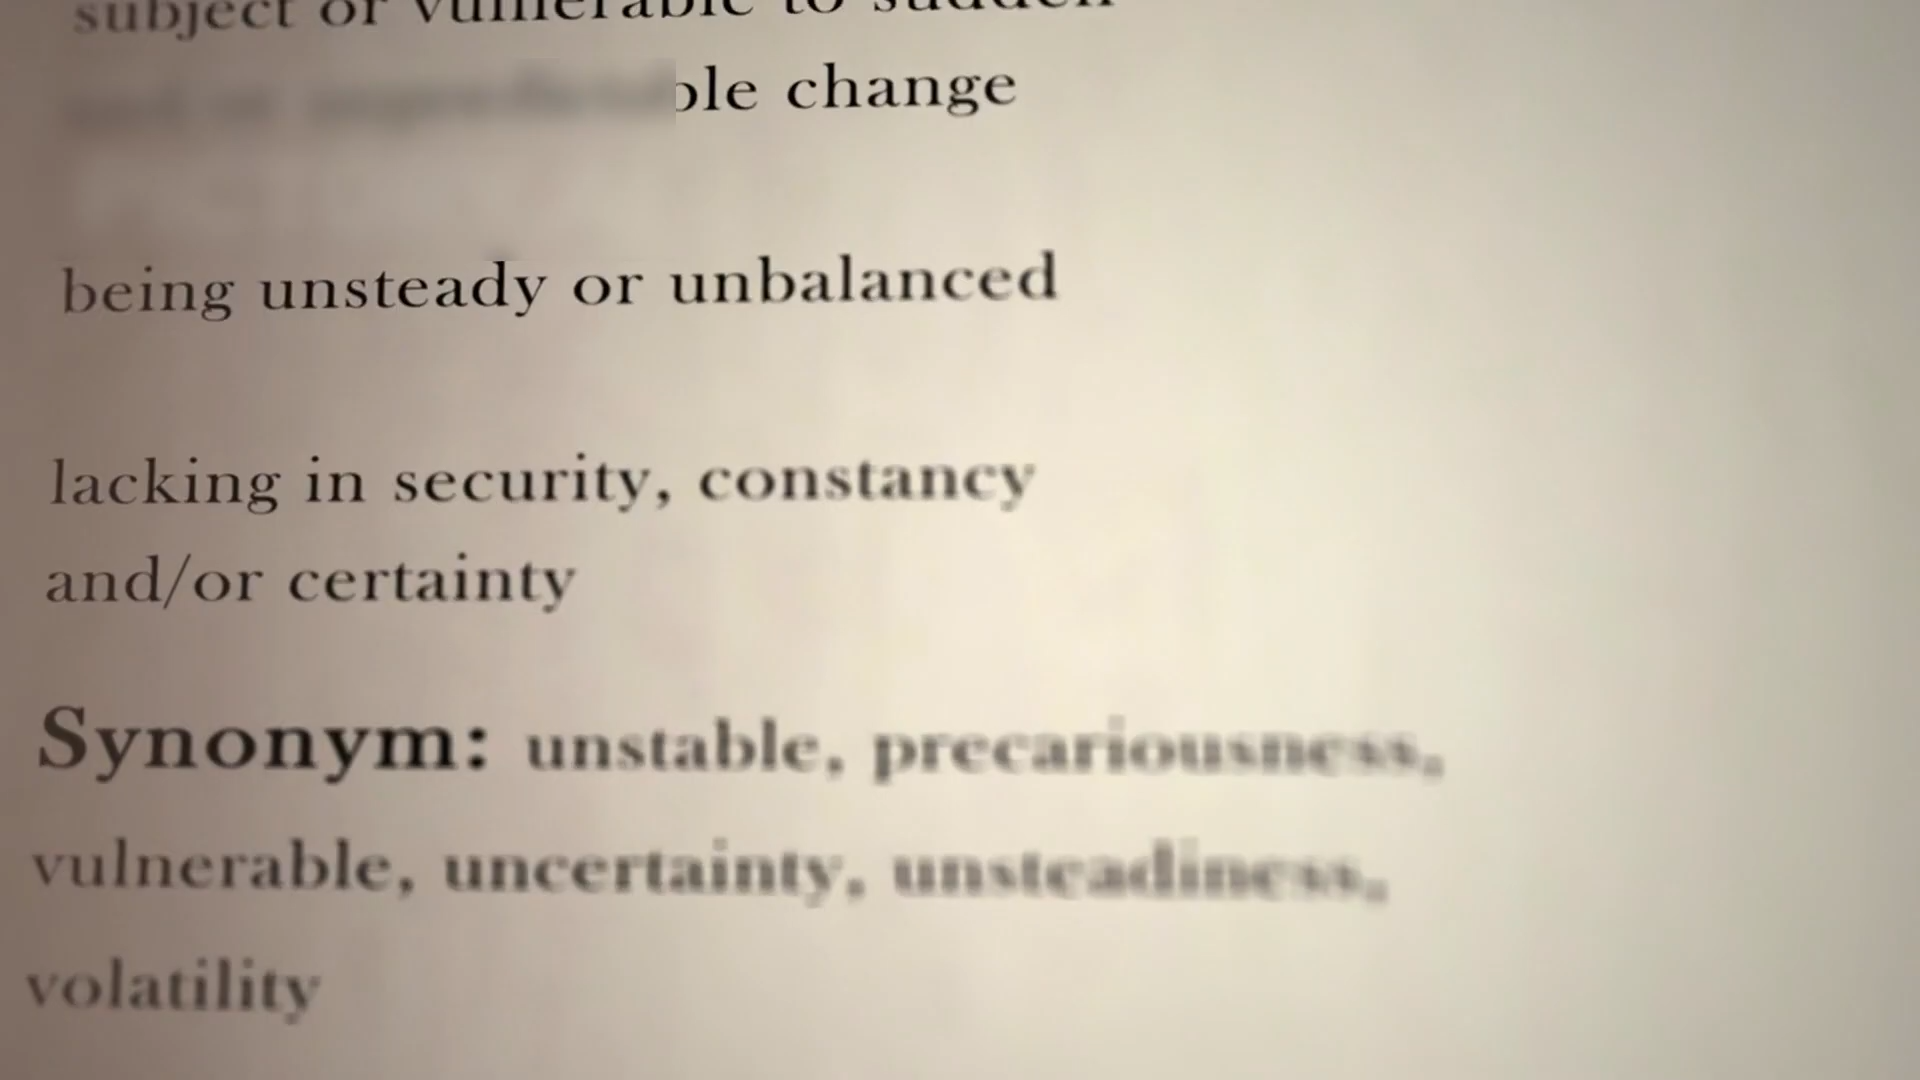 subject or vulnerable to sudden
change
being unsteady or unbalanced
lacking in security, constancy
and/or certainty
Synonym: unstable, precariousness,
vulnerable, uncertainty, unsteadiness,
volatility